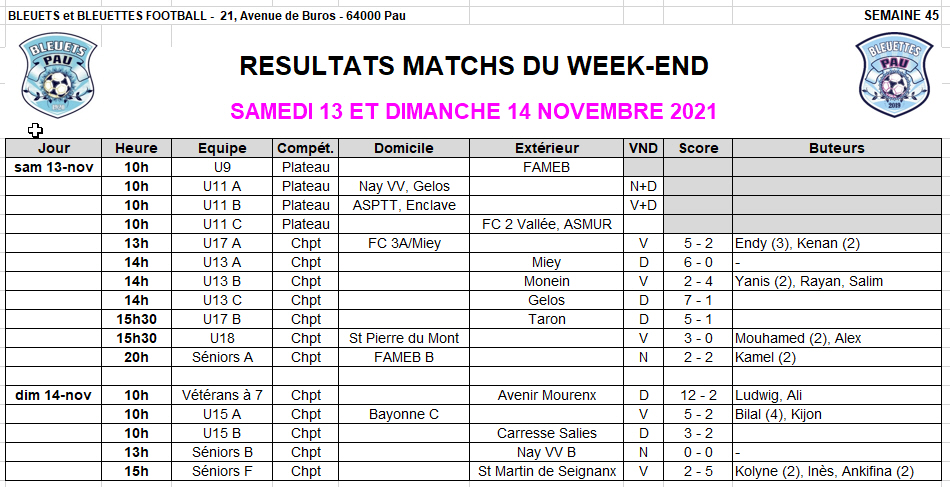 BLEUETS et BLEUETTES FOOTBALL - 21, Avenue de Buros - 64000 Pau SEMAINE 45
BLEUETS
PAU
BLEUETTES
PAU
2019
RESULTATS MATCHS DU WEEK-END
SAMEDI 13 ET DIMANCHE 14 NOVEMBRE 2021
Jour Heure Equipe Compét. Domicile Extérieur VND Score Buteurs
sam 13-nov 10h U9 Plateau FAMEB
10h U11 A Plateau Nay VV, Gelos N+D
10h U11 B Plateau ASPTT, Enclave V+D
10h U11 C Plateau FC 2 Vallée, ASMUR
13h U17 A Chpt FC 3A/Miey V 5 - 2 Endy (3), Kenan (2)
14h U13 A Chpt Miey D 6 - 0 -
14h U13 B Chpt Monein V 2 - 4 Yanis (2), Rayan, Salim
14h U13 C Chpt Gelos D 7 - 1
15h30 U17 B Chpt Taron D 5 - 1
15h30 U18 Chpt St Pierre du Mont V 3 - 0 Mouhamed (2), Alex
20h Séniors A Chpt FAMEB B N 2 - 2 Kamel (2)
dim 14-nov 10h Vétérans à 7 Chpt Avenir Mourenx D 12 - 2 Ludwig, Ali
10h U15 A Chpt Bayonne C V 5 - 2 Bilal (4), Kijon
10h U15 B Chpt Carresse Salies D 3 - 2
13h Séniors B Chpt Nay VV B N 0 - 0 -
15h Séniors F Chpt St Martin de Seignanx V 2 - 5 Kolyne (2), Inès, Ankifina (2)